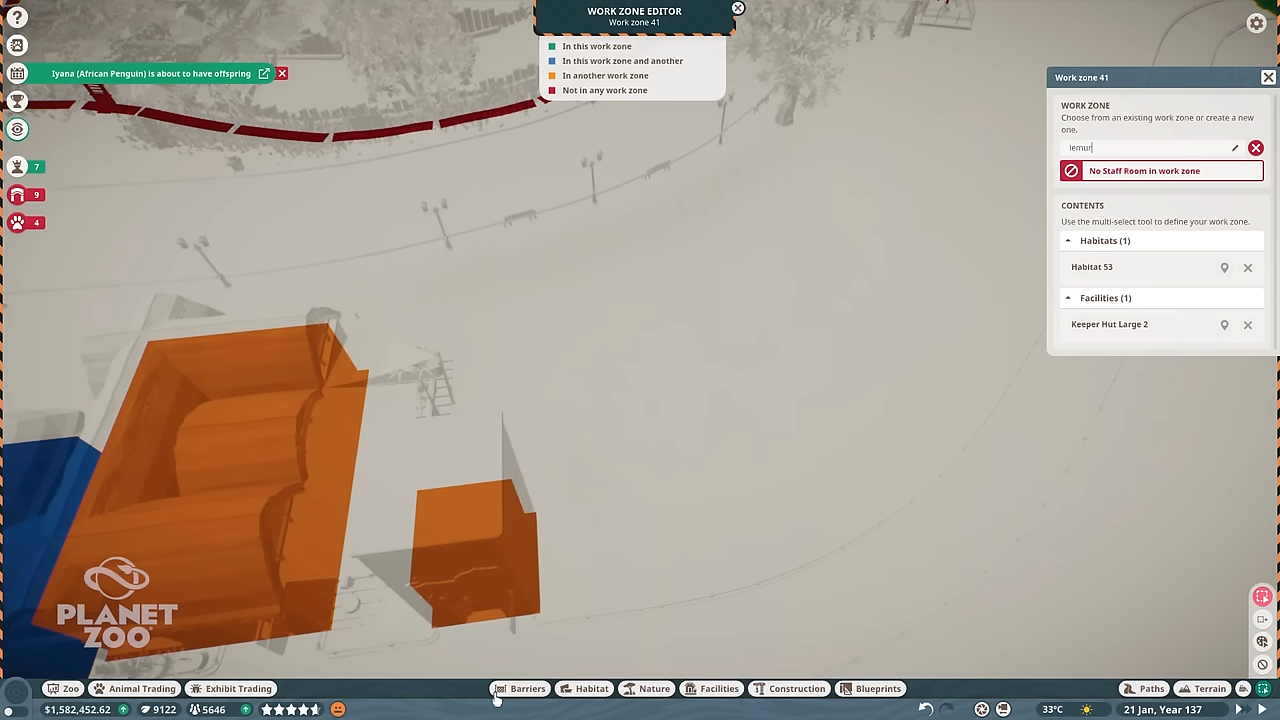 WORK ZONE EDITOR
Work zone 41
In this work zone
In this work zone and another
In another work zone
Not in any work zone
?
Iyana (African Penguin) is about to have offspring
7
9
4
Work zone 41
WORK ZONE
Choose from an existing work zone or create a new
one.
lemur
No Staff Room in work zone
CONTENTS
Use the multi-select tool to define your work zone.
Habitats (1)
Habitat 53
Facilities (1)
Keeper Hut Large 2
PLANET
ZOO
Zoo
Animal Trading
Exhibit Trading
Barriers
Habitat
Nature
Facilities
Construction
Blueprints
Paths
Terrain
$1,582,452.62
9122
5646
33°C
21 Jan, Year 137